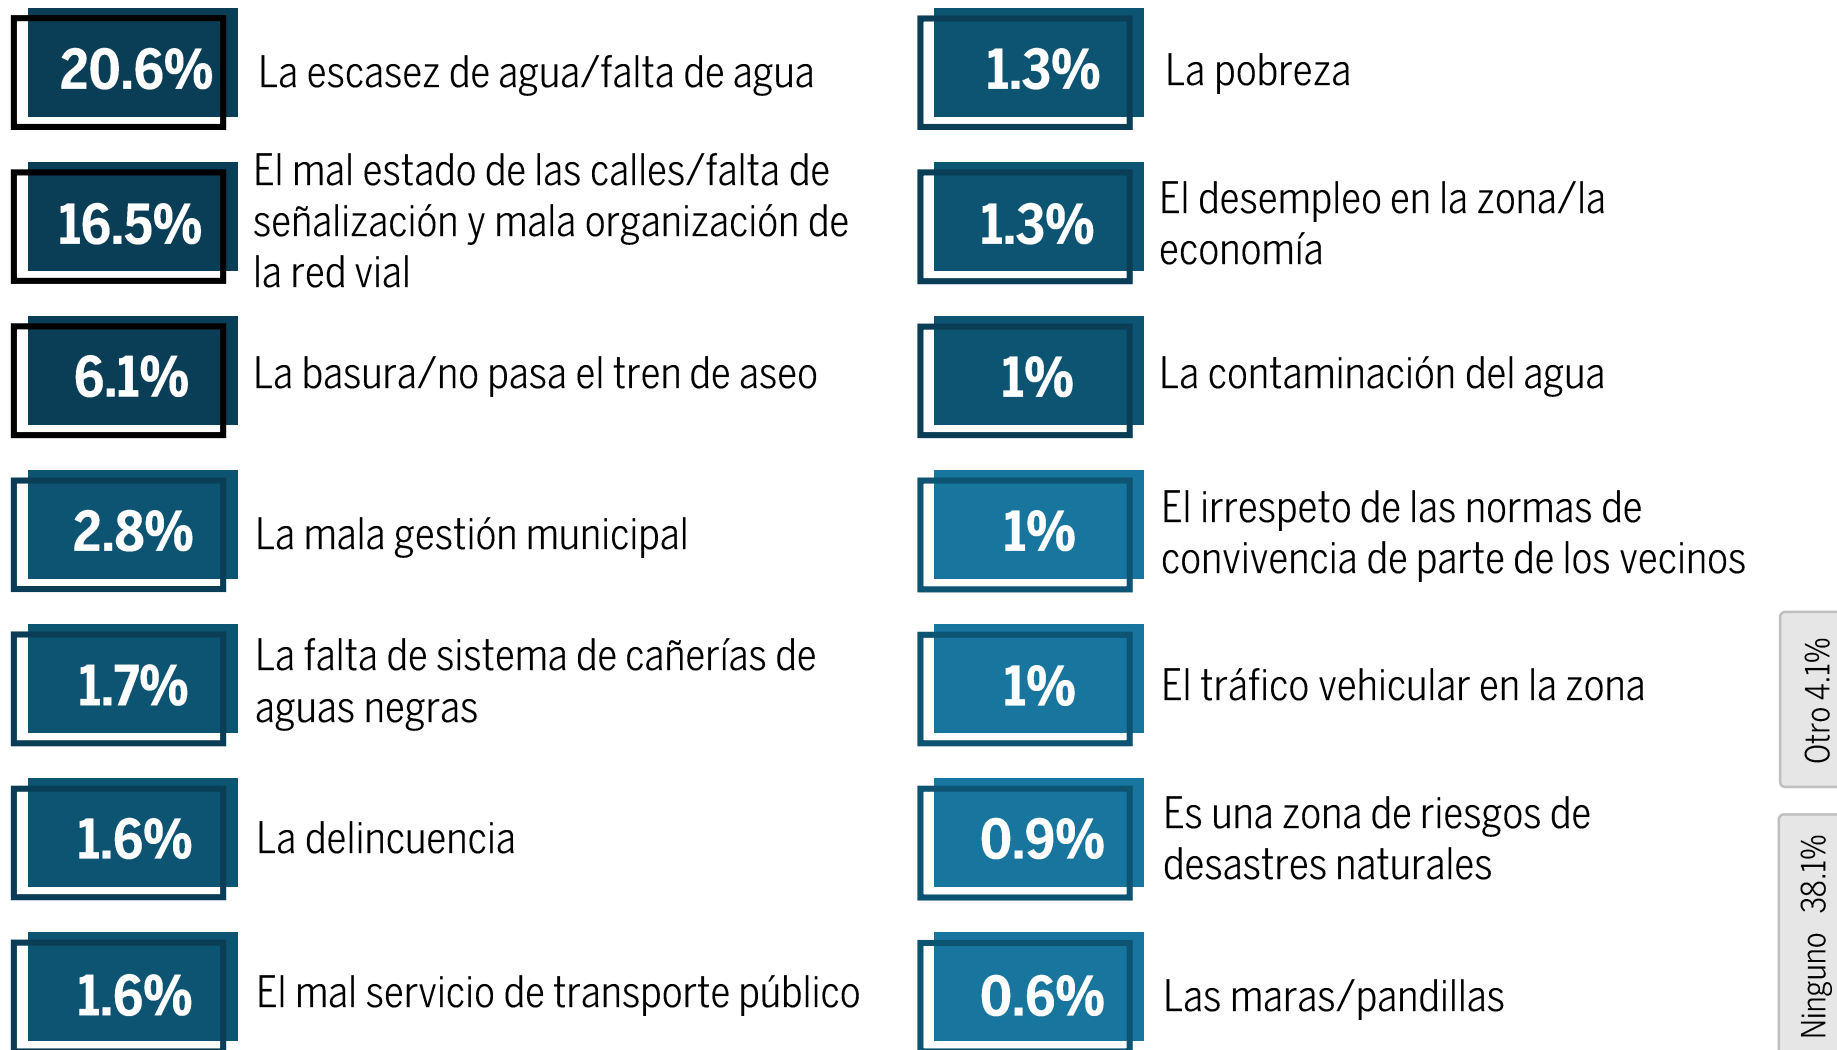 20.6%
La escasez de agua/falta de agua
16.5%
El mal estado de las calles/falta de
señalización y mala organización de
la red vial
6.1%
La basura/no pasa el tren de aseo
2.8%
La mala gestión municipal
1.7%
La falta de sistema de cañerías de
aguas negras
1.6%
La delincuencia
1.6%
El mal servicio de transporte público
1.3%
La pobreza
1.3%
El desempleo en la zona/la
economía
1%
La contaminación del agua
1%
El irrespeto de las normas de
convivencia de parte de los vecinos
1%
El tráfico vehicular en la zona
0.9%
Es una zona de riesgos de
desastres naturales
0.6%
Las maras/pandillas
Otro 4.1%
Ninguno 38.1%